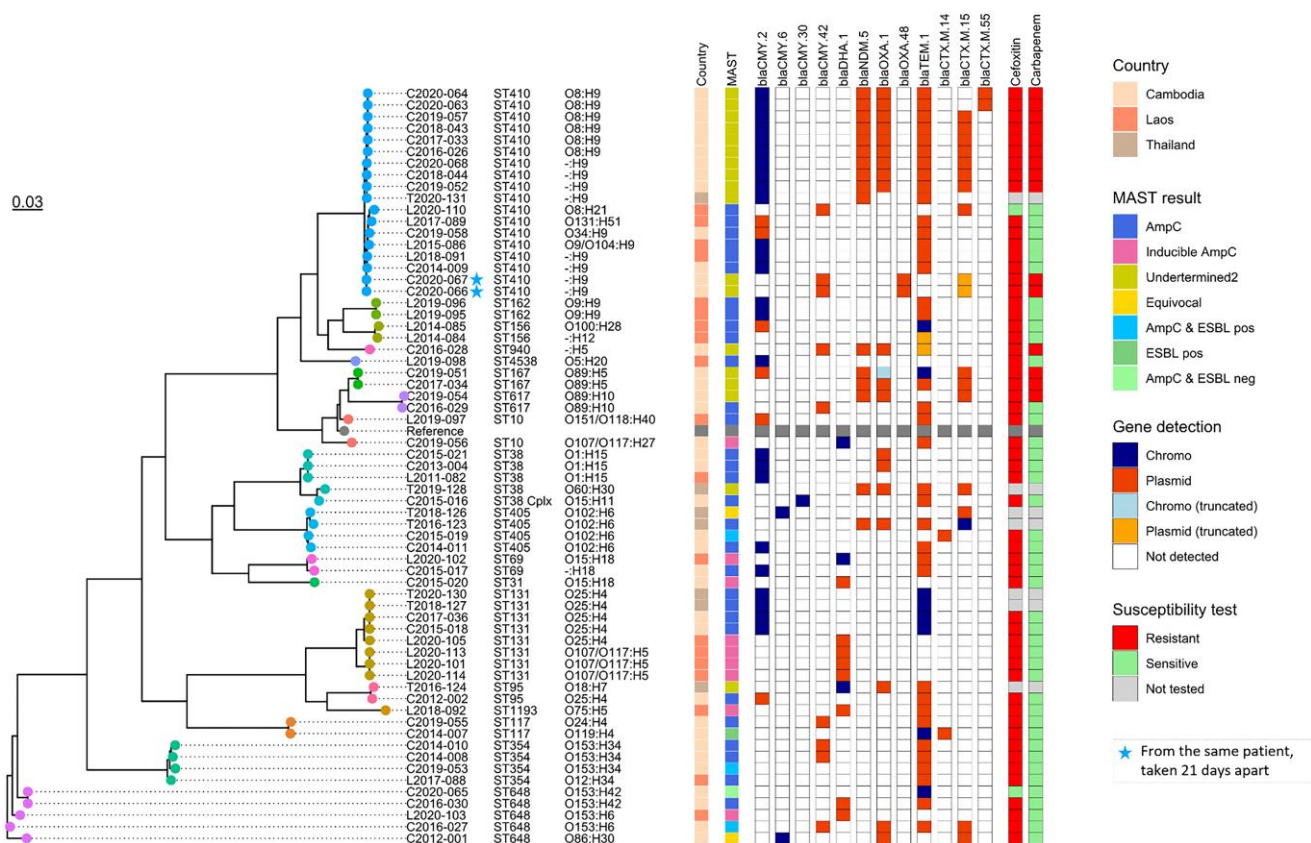 Country
MAST
blaCMY.2
blaCMY.6
blaCMY.30
blaCMY.42
blaDHA.1
blaNDM.5
blaOXA.1
blaOXA.48
blaTEM.1
blaCTX.M.14
blaCTX.M.15
blaCTX.M.55
Cefoxitin
Carbapenem
0.03
C2020-064 ST410 O8:H9
C2020-063 ST410 O8:H9
C2019-057 ST410 O8:H9
C2018-043 ST410 O8:H9
C2017-033 ST410 O8:H9
C2016-026 ST410 O8:H9
C2020-068 ST410 -:H9
C2018-044 ST410 -:H9
C2019-052 ST410 -:H9
T2020-131 ST410 -:H9
L2020-110 ST410 O8:H21
L2017-089 ST410 O131:H51
C2019-058 ST410 O34:H9
L2015-086 ST410 O9/O104:H9
L2018-091 ST410 -:H9
C2014-009 ST410 -:H9
C2020-067 ST410 -:H9
C2020-066 ST410 -:H9
L2019-096 ST162 O9:H9
L2019-095 ST162 O9:H9
L2014-085 ST156 O100:H28
L2014-084 ST156 -:H12
C2016-028 ST940 -:H5
L2019-098 ST4538 O5:H20
C2019-051 ST167 O89:H5
C2017-034 ST167 O89:H5
C2019-054 ST617 O89:H10
C2016-029 ST617 O89:H10
L2019-097 ST10 O151/O118:H40
Reference
C2019-056 ST10 O107/O117:H27
C2015-021 ST38 O1:H15
C2013-004 ST38 O1:H15
L2011-082 ST38 O1:H15
T2019-128 ST38 O60:H30
C2015-016 ST38 Cplx O15:H11
T2018-126 ST405 O102:H6
T2016-123 ST405 O102:H6
C2015-019 ST405 O102:H6
C2014-011 ST405 O102:H6
L2020-102 ST69 O15:H18
C2015-017 ST69 -:H18
C2015-020 ST31 O15:H18
T2020-130 ST131 O25:H4
T2018-127 ST131 O25:H4
C2017-036 ST131 O25:H4
C2015-018 ST131 O25:H4
L2020-105 ST131 O25:H4
L2020-113 ST131 O107/O117:H5
L2020-101 ST131 O107/O117:H5
L2020-114 ST131 O107/O117:H5
T2016-124 ST95 O18:H7
C2012-002 ST95 O25:H4
L2018-092 ST1193 O75:H5
C2019-055 ST117 O24:H4
C2014-007 ST117 O119:H4
C2014-010 ST354 O153:H34
C2014-008 ST354 O153:H34
C2019-053 ST354 O153:H34
L2017-088 ST354 O12:H34
C2020-065 ST648 O153:H42
C2016-030 ST648 O153:H42
L2020-103 ST648 O153:H6
C2016-027 ST648 O153:H6
C2012-001 ST648 O86:H30
Country
Cambodia
Laos
Thailand
MAST result
AmpC
Inducible AmpC
Undertermined2
Equivocal
AmpC & ESBL pos
ESBL pos
AmpC & ESBL neg
Gene detection
Chromo
Plasmid
Chromo (truncated)
Plasmid (truncated)
Not detected
Susceptibility test
Resistant
Sensitive
Not tested
From the same patient,
taken 21 days apart